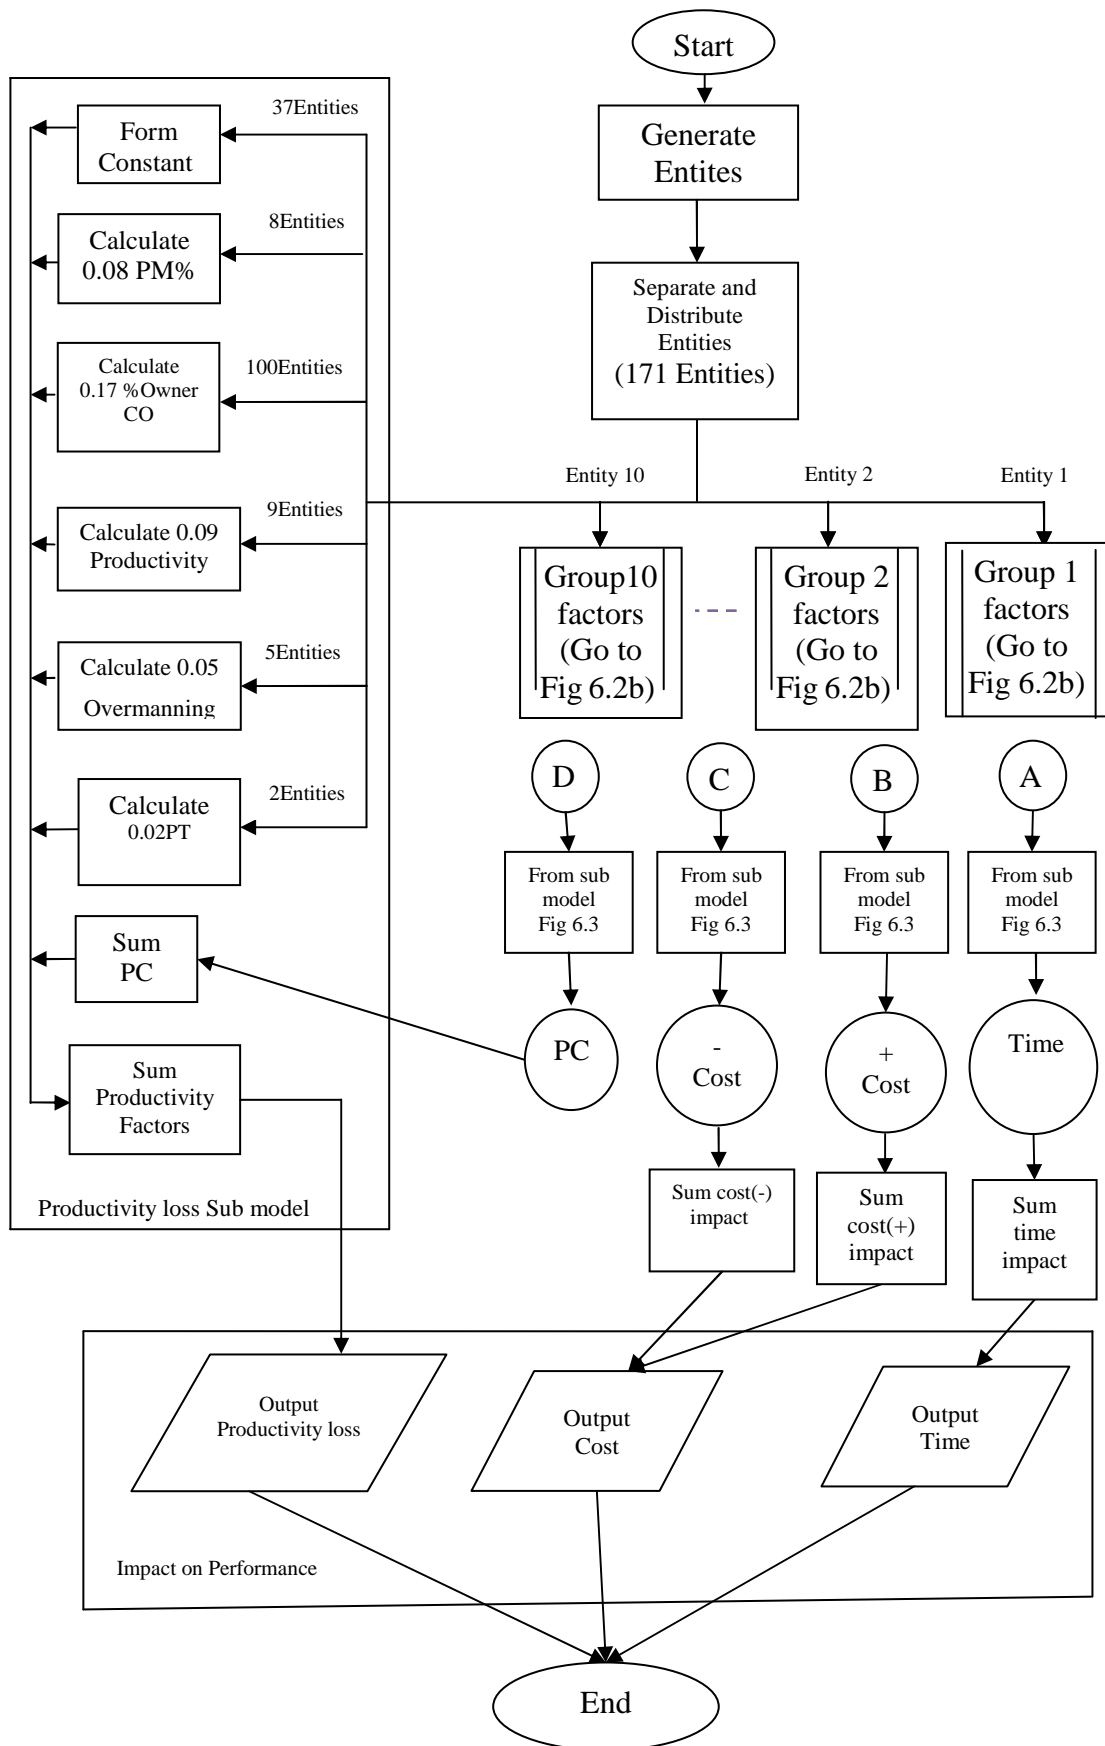 Start
Generate
Entites
Separate and
Distribute
Entities
(171 Entities)
37Entities
Form
Constant
8Entities
Calculate
0.08 PM%
100Entities
Calculate
0.17 %Owner
CO
9Entities
Calculate 0.09
Productivity
5Entities
Calculate 0.05
Overmanning
2Entities
Calculate
0.02PT
Sum
PC
Sum
Productivity
Factors
Productivity loss Sub model
Entity 10
Entity 2
Entity 1
Group10
factors
(Go to
Fig 6.2b)
Group 2
factors
(Go to
Fig 6.2b)
Group 1
factors
(Go to
Fig 6.2b)
D
C
B
A
From sub
model
Fig 6.3
From sub
model
Fig 6.3
From sub
model
Fig 6.3
From sub
model
Fig 6.3
PC
-
Cost
+
Cost
Time
Sum cost(-)
impact
Sum
cost(+)
impact
Sum
time
impact
Output
Productivity loss
Output
Cost
Output
Time
Impact on Performance
End